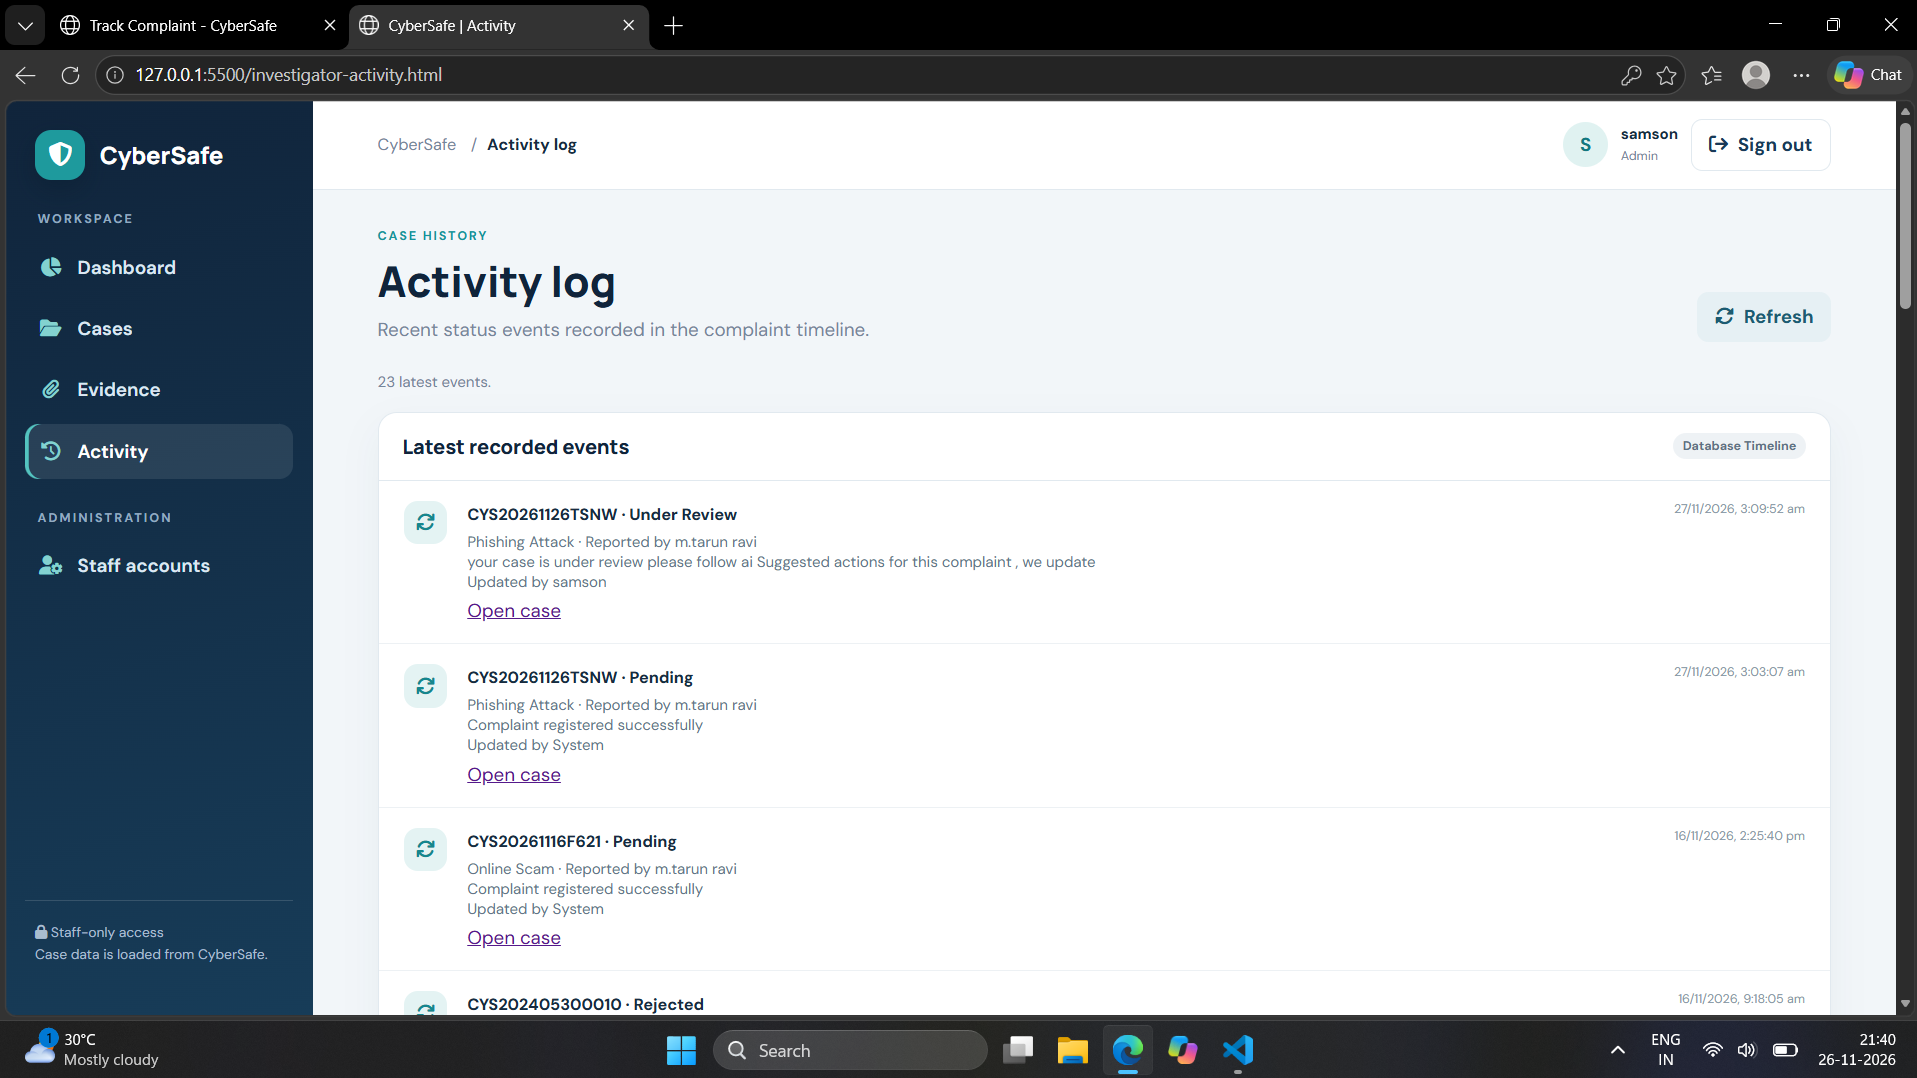 Track Complaint - CyberSafe
CyberSafe | Activity
127.0.0.1:5500/investigator-activity.html
Chat
CyberSafe
WORKSPACE
Dashboard
Cases
Evidence
Activity
ADMINISTRATION
Staff accounts
Staff-only access
Case data is loaded from CyberSafe.
CyberSafe / Activity log
S
samson
Admin
Sign out
CASE HISTORY
Activity log
Recent status events recorded in the complaint timeline.
Refresh
23 latest events.
Latest recorded events
Database Timeline
CYS20261126TSNW · Under Review
27/11/2026, 3:09:52 am
Phishing Attack · Reported by m.tarun ravi
your case is under review please follow ai Suggested actions for this complaint , we update
Updated by samson
Open case
CYS20261126TSNW · Pending
27/11/2026, 3:03:07 am
Phishing Attack · Reported by m.tarun ravi
Complaint registered successfully
Updated by System
Open case
CYS20261116F621 · Pending
16/11/2026, 2:25:40 pm
Online Scam · Reported by m.tarun ravi
Complaint registered successfully
Updated by System
Open case
CYS202405300010 · Rejected
16/11/2026, 9:18:05 am
1
30°C
Mostly cloudy
Search
ENG
IN
21:40
26-11-2026